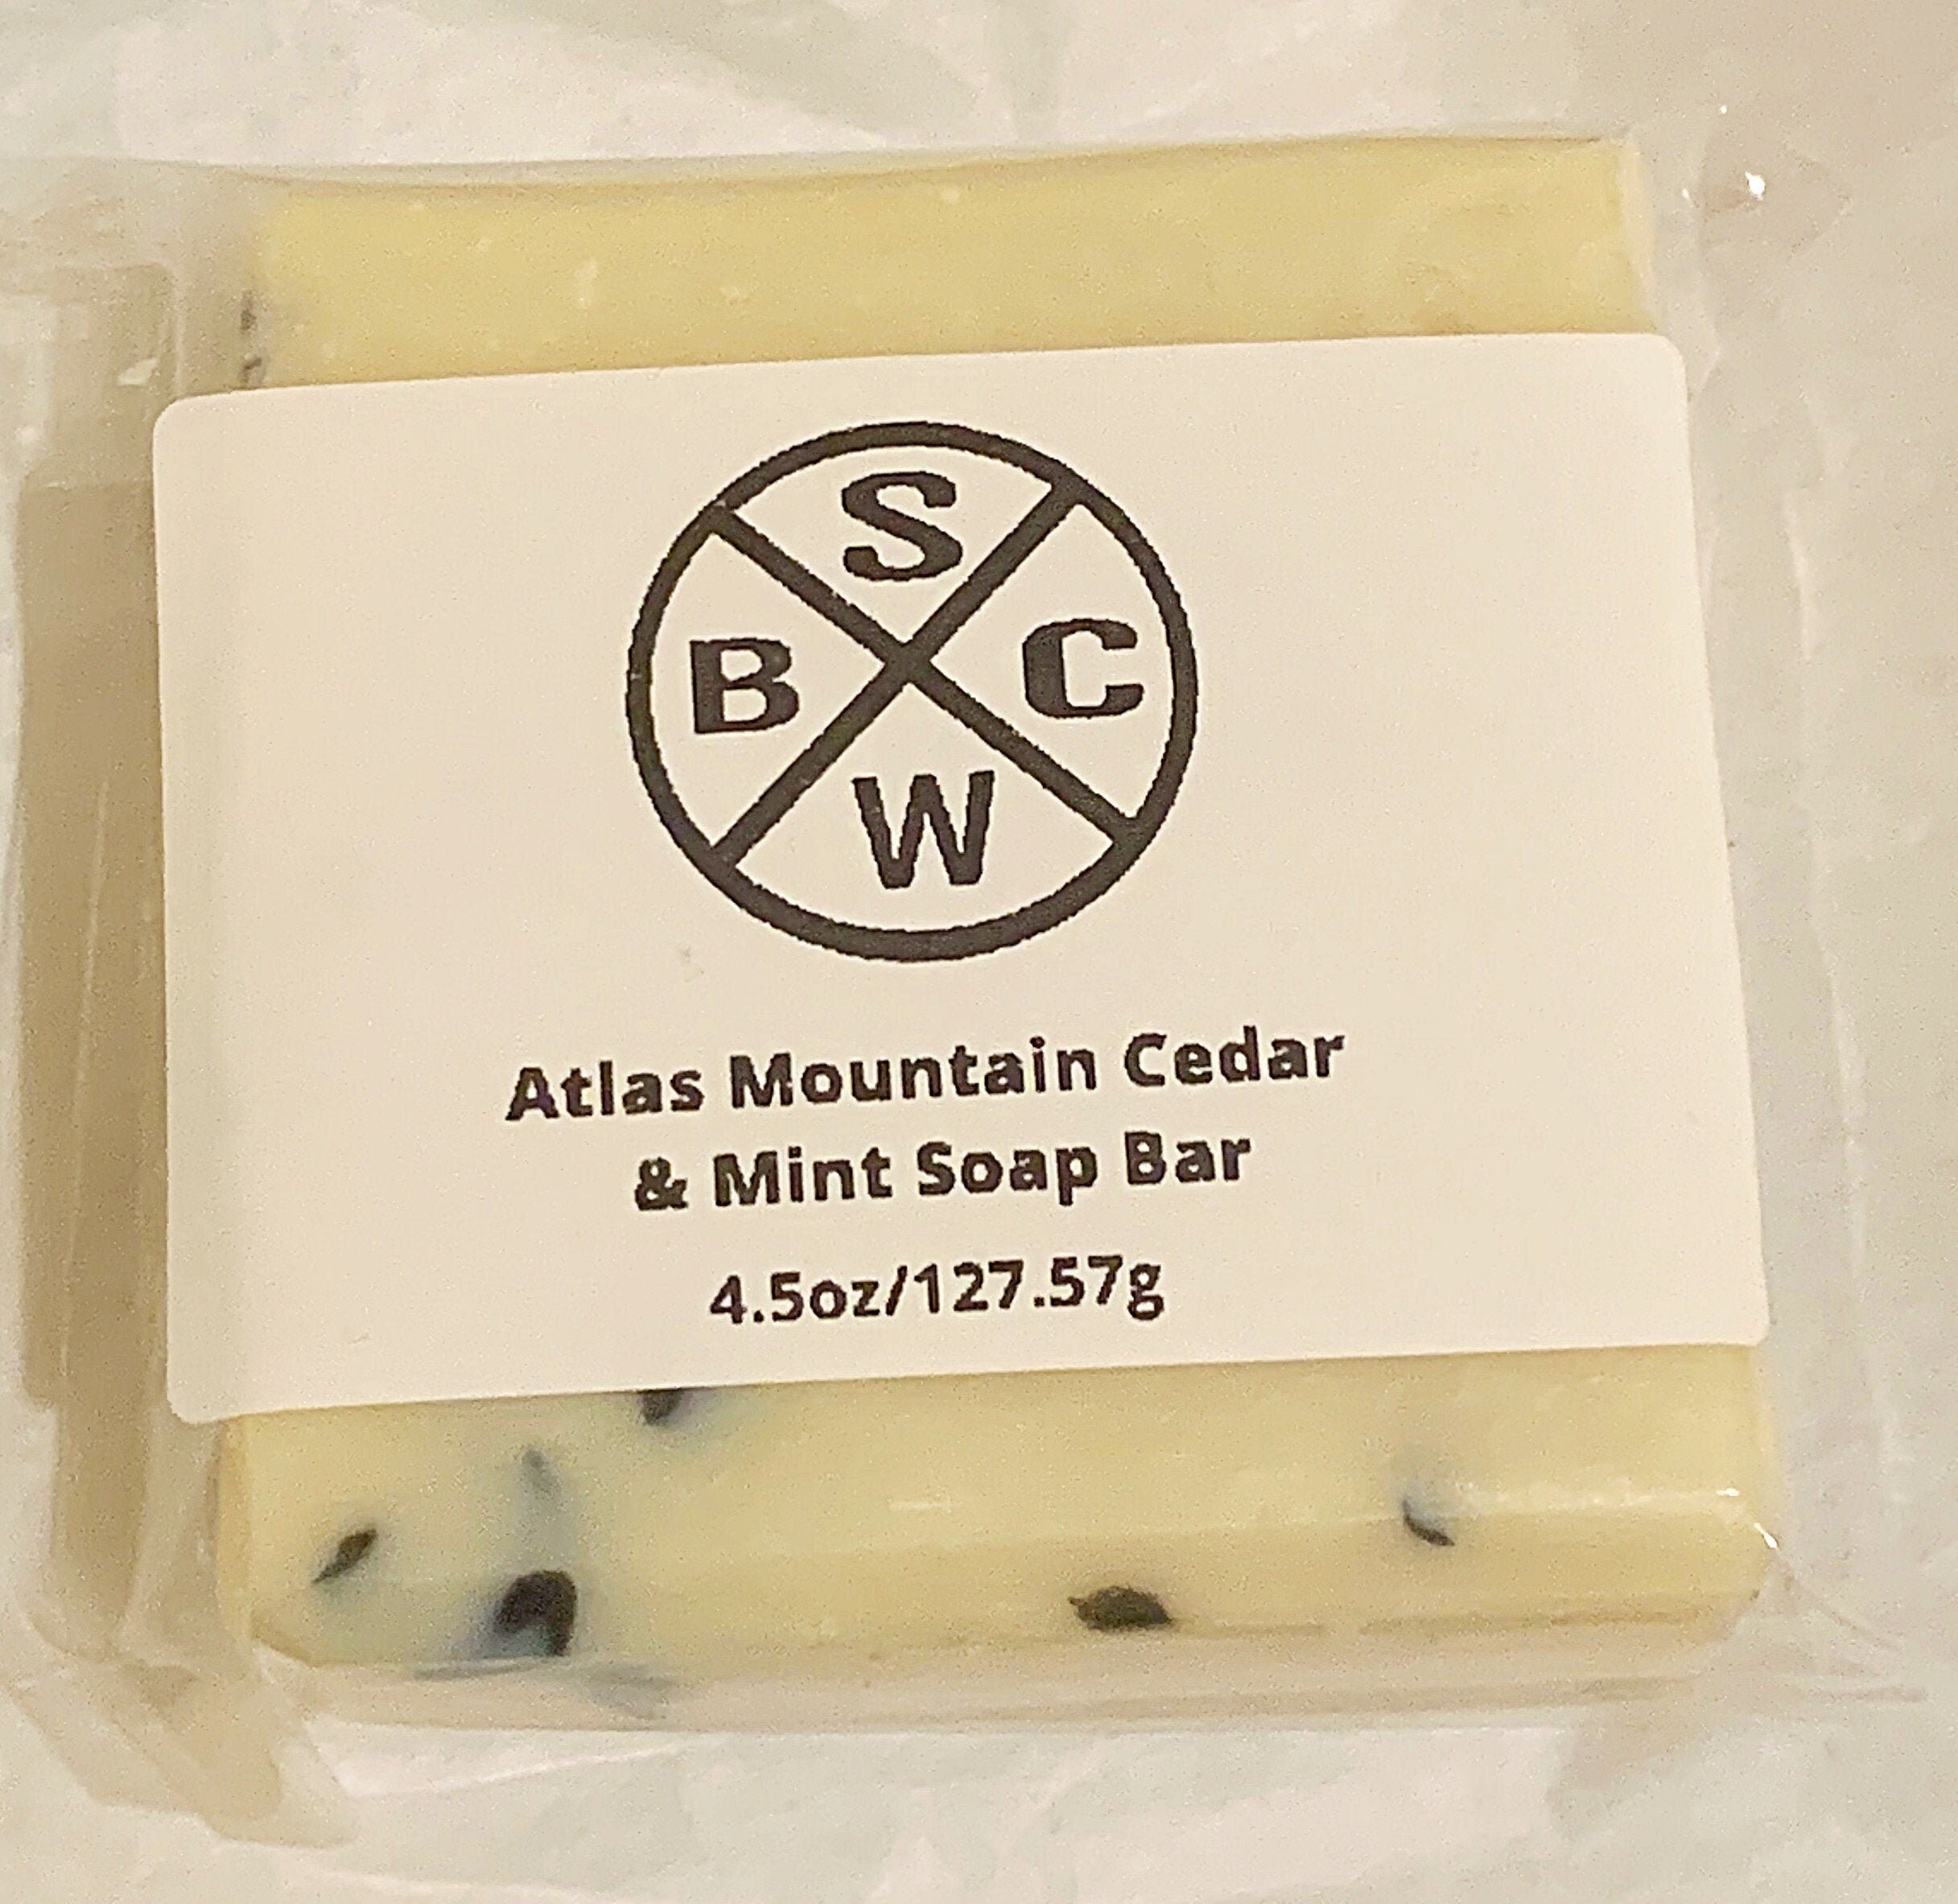 S
B C
W
Atlas Mountain Cedar
& Mint Soap Bar
4.5oz/127.57g